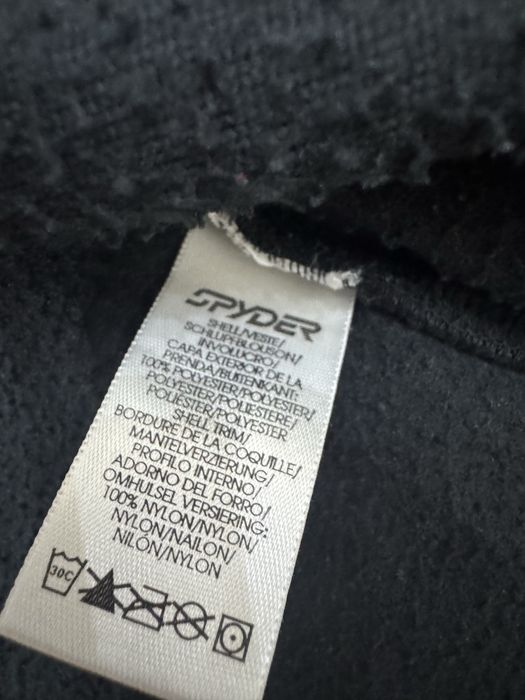 SPYDER
SHELL/VESTE/
SCHLUPFBLOUSON/
INVOLUCRO/
CAPA EXTERIOR DE LA
PRENDA/BUITENKANT:
100% POLYESTER/POLYESTER/
POLYESTER/POLIESTERE/
POLIÉSTER/POLYESTER
SHELL TRIM/
BORDURE DE LA COQUILLE/
MANTELVERZIERUNG/
PROFILO INTERNO/
ADORNO DEL FORRO/
OMHULSEL VERSIERING:
100% NYLON/NYLON/
NYLON/NAILON/
NILÓN/NYLON
30C